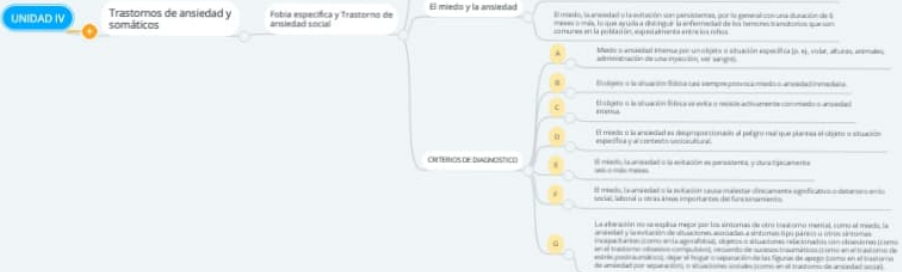 UNIDAD IV
Trastornos de ansiedad y
somáticos
Fobia especifica y Trastorno de
ansiedad social
El miedo y la ansiedad
El miedo, la ansiedad o la evitación son persistentes, por lo general con una duración de 6
meses o más, lo que ayuda a distinguir la enfermedad de los temores transitorios que son
comunes en la población, especialmente entre los niños.
CRITERIOS DE DIAGNOSTICO
A
Miedo o ansiedad intensa por un objeto o situación específica (p. ej., volar, alturas, animales,
administración de una inyección, ver sangre).
B
El objeto o la situación fóbica casi siempre provoca miedo o ansiedad inmediata.
C
El objeto o la situación fóbica se evita o resiste activamente con miedo o ansiedad
intensa.
D
El miedo o la ansiedad es desproporcionado al peligro real que plantea el objeto o situación
específica y al contexto sociocultural.
E
El miedo, la ansiedad o la evitación es persistente, y dura típicamente
seis o más meses.
F
El miedo, la ansiedad o la evitación causa malestar clínicamente significativo o deterioro en lo
social, laboral u otras áreas importantes del funcionamiento.
G
La alteración no se explica mejor por los síntomas de otro trastorno mental, como el miedo, la
ansiedad y la evitación de situaciones asociadas a síntomas tipo pánico u otros síntomas
incapacitantes (como en la agorafobia), objetos o situaciones relacionados con obsesiones (como
en el trastorno obsesivo-compulsivo), recuerdo de sucesos traumáticos (como en el trastorno de
estrés postraumático), dejar el hogar o separación de las figuras de apego (como en el trastorno
de ansiedad por separación), o situaciones sociales (como en el trastorno de ansiedad social).